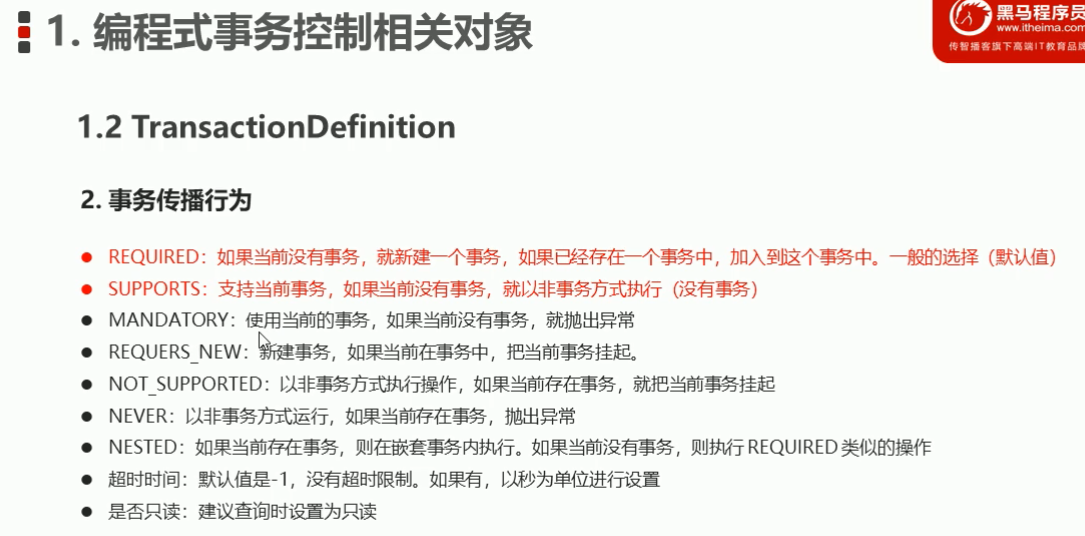 1. 编程式事务控制相关对象
黑马程序员
www.itheima.com
传智播客旗下高端IT教育品牌
1.2 TransactionDefinition
2. 事务传播行为
REQUIRED：如果当前没有事务，就新建一个事务，如果已经存在一个事务中，加入到这个事务中。一般的选择（默认值）
SUPPORTS：支持当前事务，如果当前没有事务，就以非事务方式执行（没有事务）
MANDATORY：使用当前的事务，如果当前没有事务，就抛出异常
REQUERS_NEW：新建事务，如果当前在事务中，把当前事务挂起。
NOT_SUPPORTED：以非事务方式执行操作，如果当前存在事务，就把当前事务挂起
NEVER：以非事务方式运行，如果当前存在事务，抛出异常
NESTED：如果当前存在事务，则在嵌套事务内执行。如果当前没有事务，则执行 REQUIRED 类似的操作
超时时间：默认值是-1，没有超时限制。如果有，以秒为单位进行设置
是否只读：建议查询时设置为只读